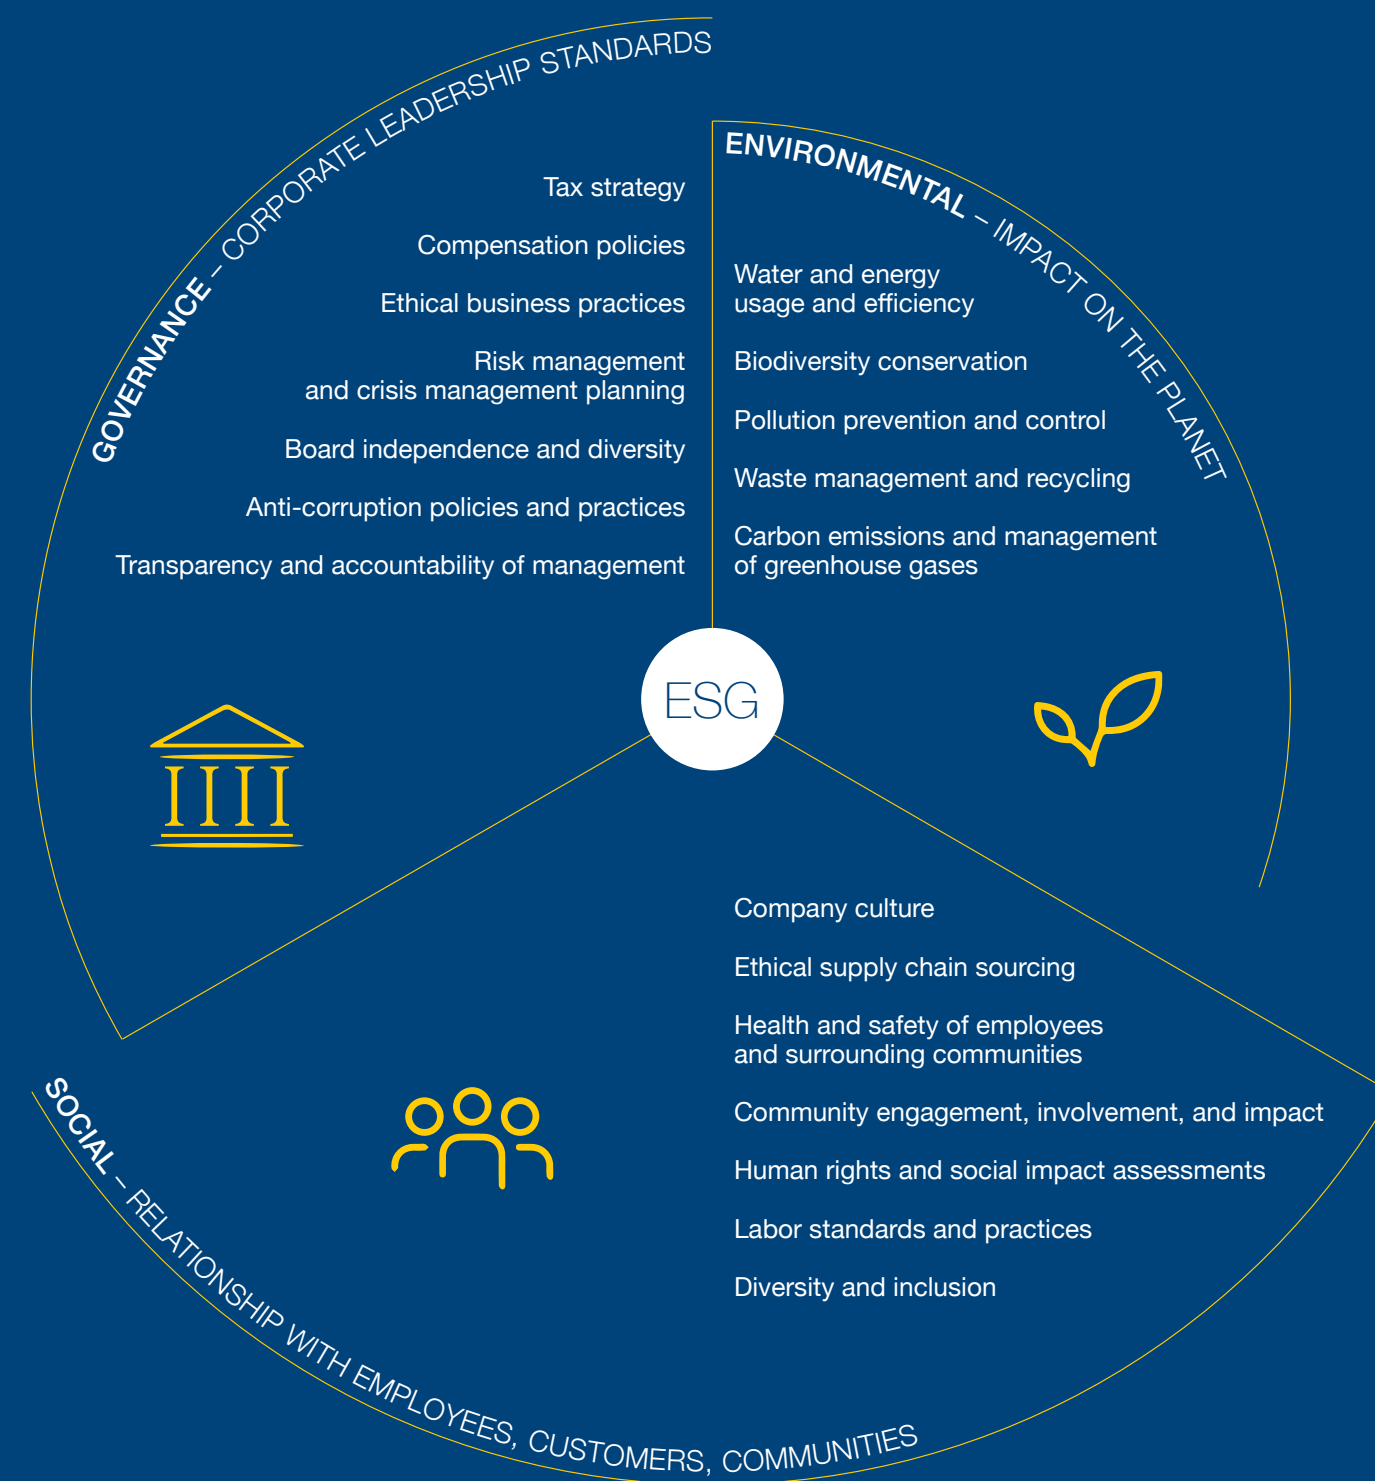 GOVERNANCE – CORPORATE LEADERSHIP STANDARDS
Tax strategy
Compensation policies
Ethical business practices
Risk management
and crisis management planning
Board independence and diversity
Anti-corruption policies and practices
Transparency and accountability of management
ENVIRONMENTAL – IMPACT ON THE PLANET
Water and energy
usage and efficiency
Biodiversity conservation
Pollution prevention and control
Waste management and recycling
Carbon emissions and management
of greenhouse gases
ESG
Company culture
Ethical supply chain sourcing
Health and safety of employees
and surrounding communities
Community engagement, involvement, and impact
Human rights and social impact assessments
Labor standards and practices
Diversity and inclusion
SOCIAL – RELATIONSHIP WITH EMPLOYEES, CUSTOMERS, COMMUNITIES